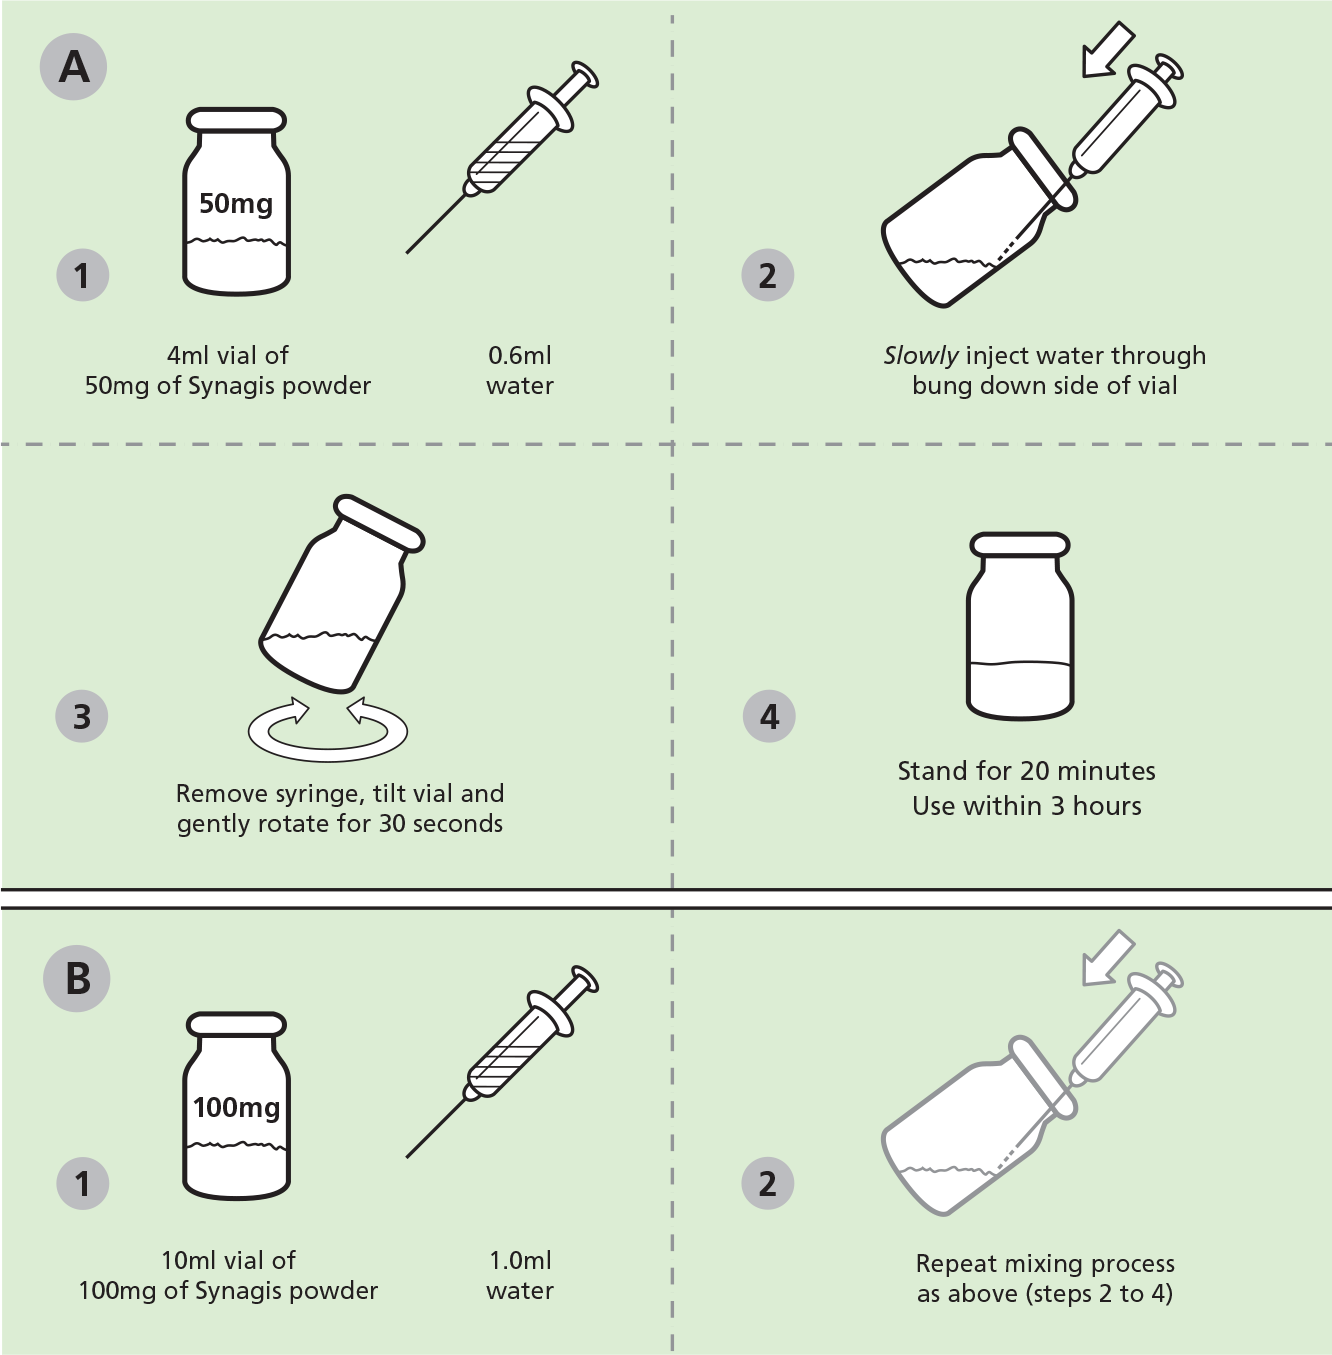 A
50mg
1
4ml vial of
50mg of Synagis powder
0.6ml
water
2
Slowly inject water through
bung down side of vial
3
Remove syringe, tilt vial and
gently rotate for 30 seconds
4
Stand for 20 minutes
Use within 3 hours
B
100mg
1
10ml vial of
100mg of Synagis powder
1.0ml
water
2
Repeat mixing process
as above (steps 2 to 4)